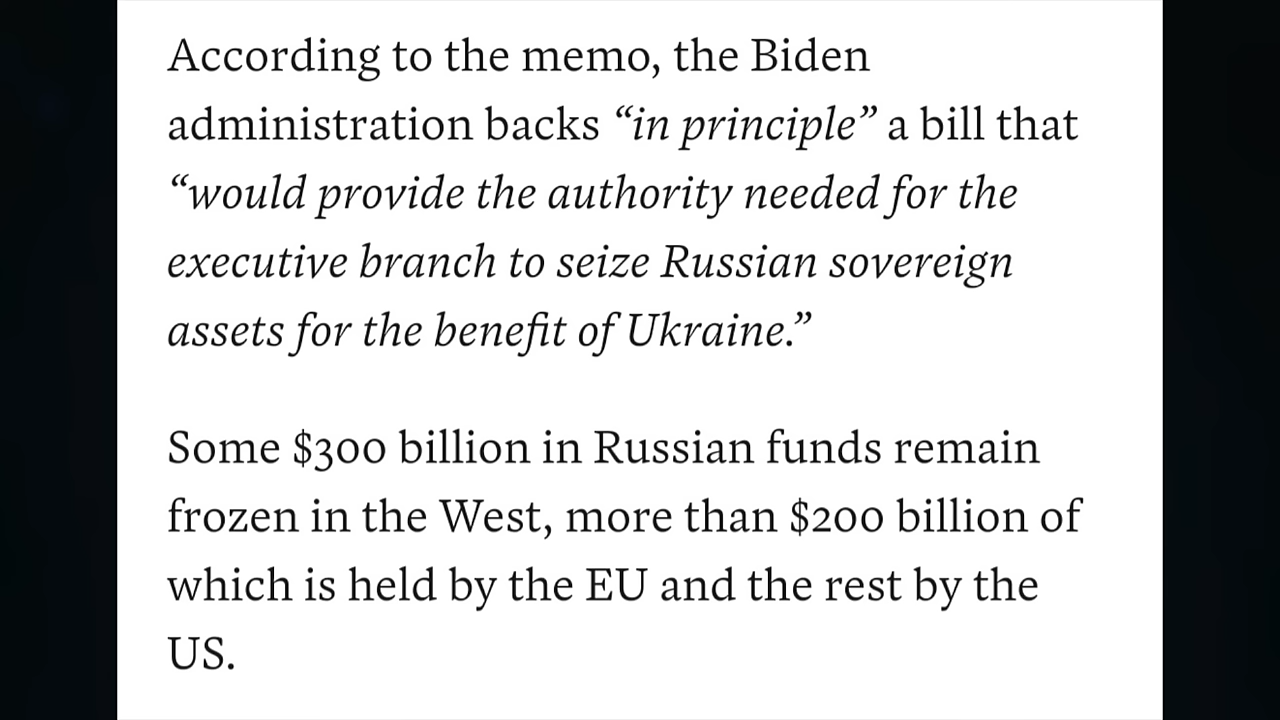 According to the memo, the Biden
administration backs “in principle” a bill that
“would provide the authority needed for the
executive branch to seize Russian sovereign
assets for the benefit of Ukraine.”
Some $300 billion in Russian funds remain
frozen in the West, more than $200 billion of
which is held by the EU and the rest by the
US.